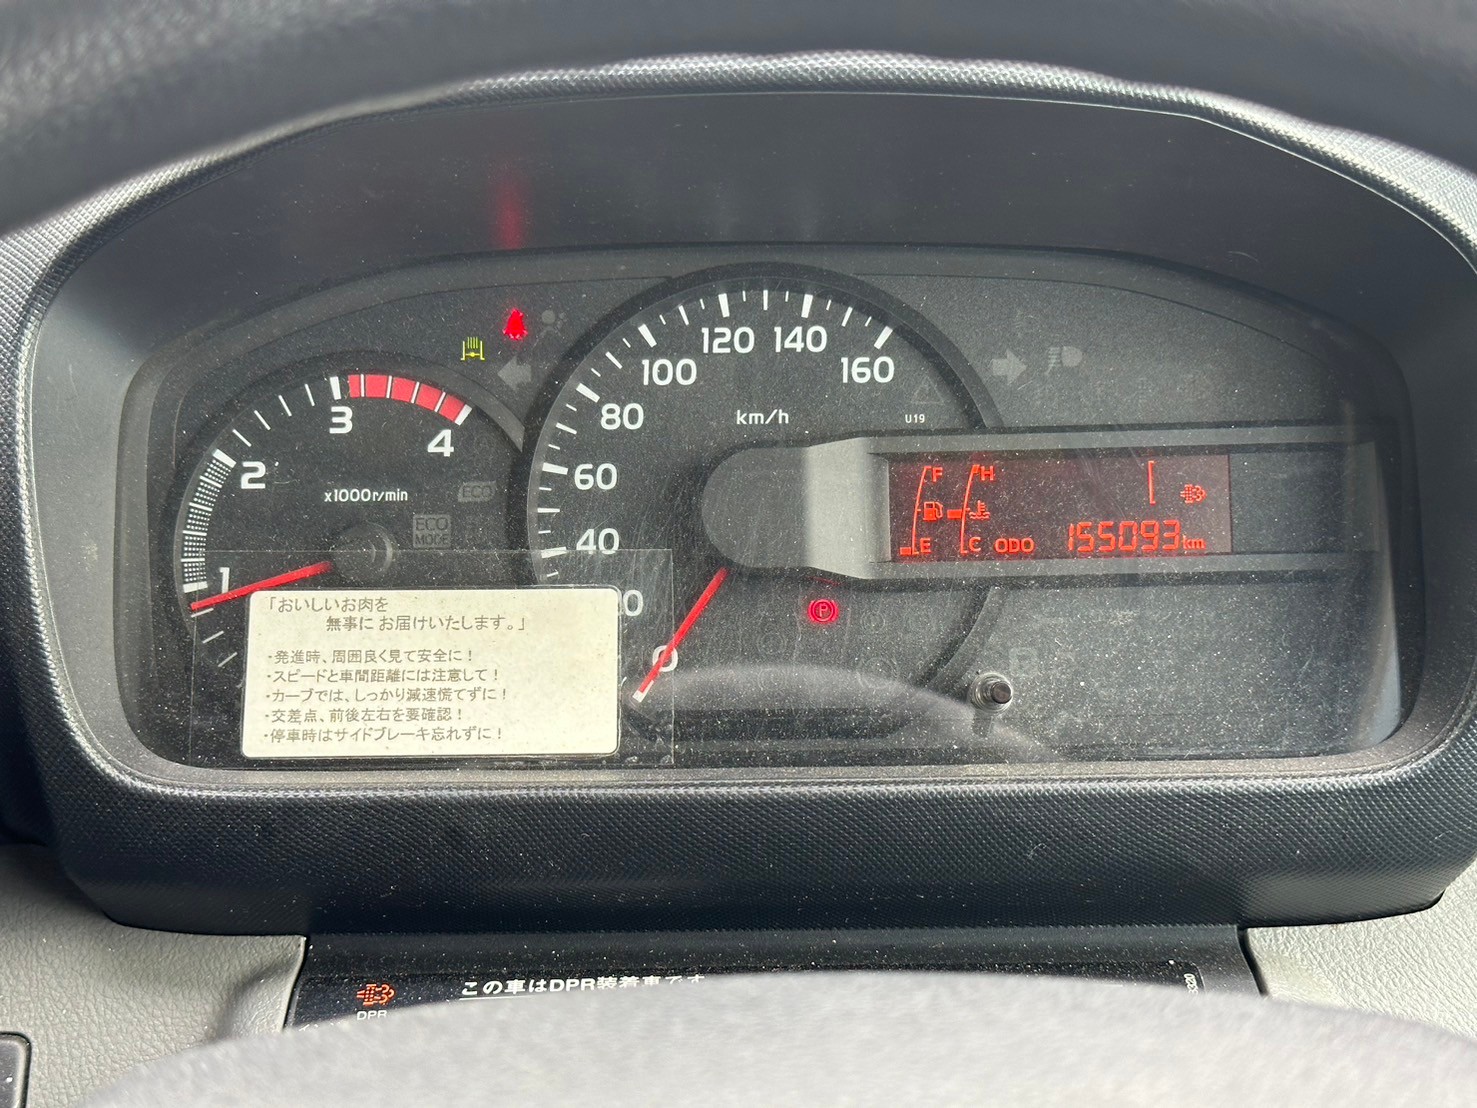 120 140
100 160
80 km/h U19
3
4
2 60
x1000r/min ECO
ECO
MODE
F H
40
E C ODO 155093km
1
20
P
0
「おいしいお肉を
無事に お届けいたします。」
・発進時、周囲良く見て安全に!
・スピードと車間距離には注意して!
・カーブでは、しっかり減速慌てずに!
・交差点、前後左右を要確認!
・停車時はサイドブレーキ忘れずに!
この車はDPR装着車です
DPR